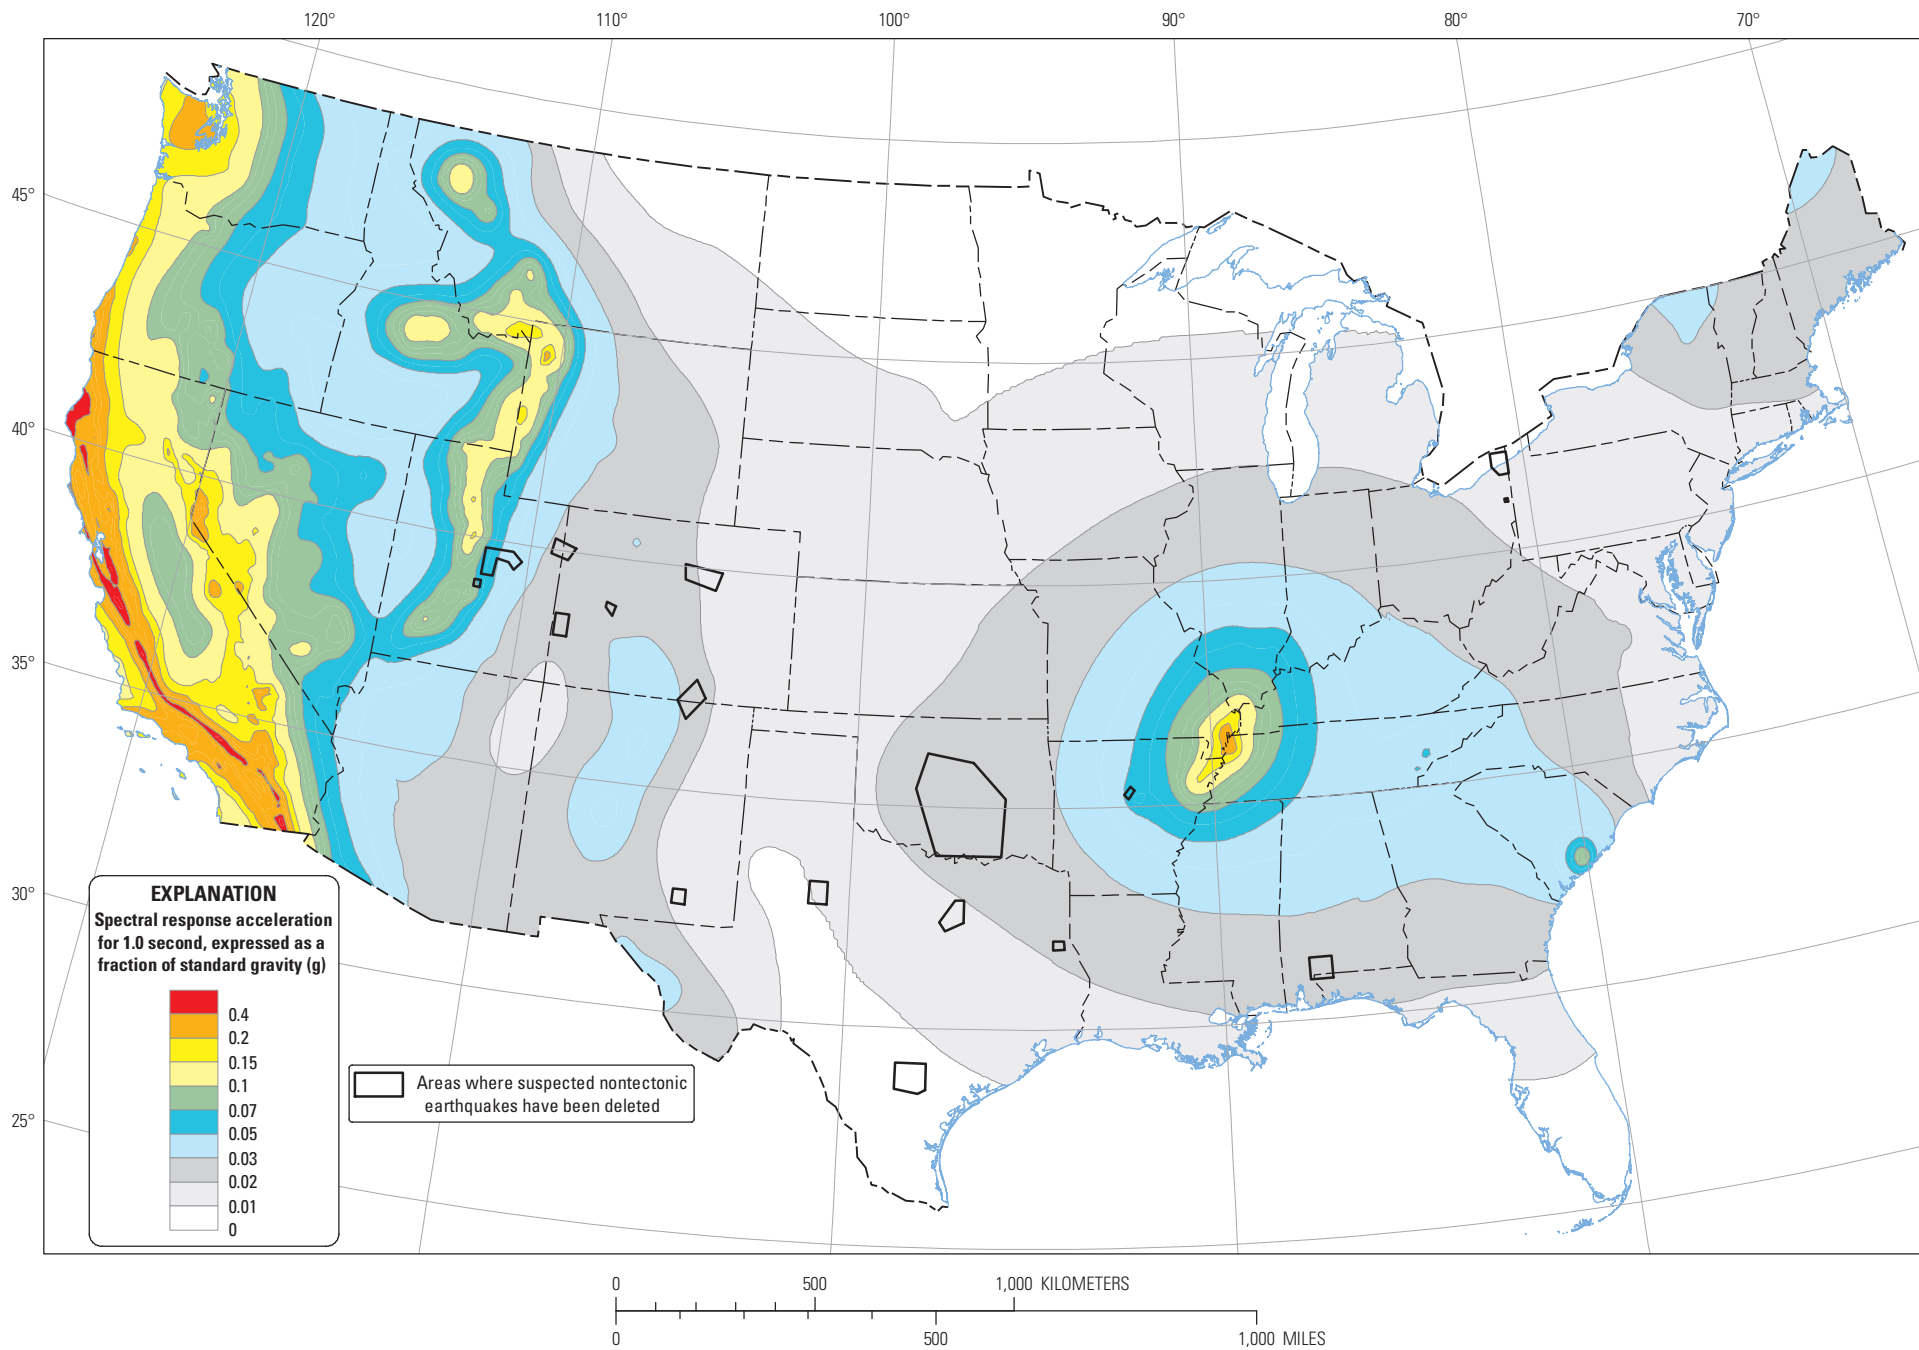 120°
110°
100°
90°
80°
70°
45°
40°
35°
30°
25°
EXPLANATION
Spectral response acceleration
for 1.0 second, expressed as a
fraction of standard gravity (g)
0.4
0.2
0.15
0.1
0.07
0.05
0.03
0.02
0.01
0
Areas where suspected nontectonic
earthquakes have been deleted
0 500 1,000 KILOMETERS
0 500 1,000 MILES